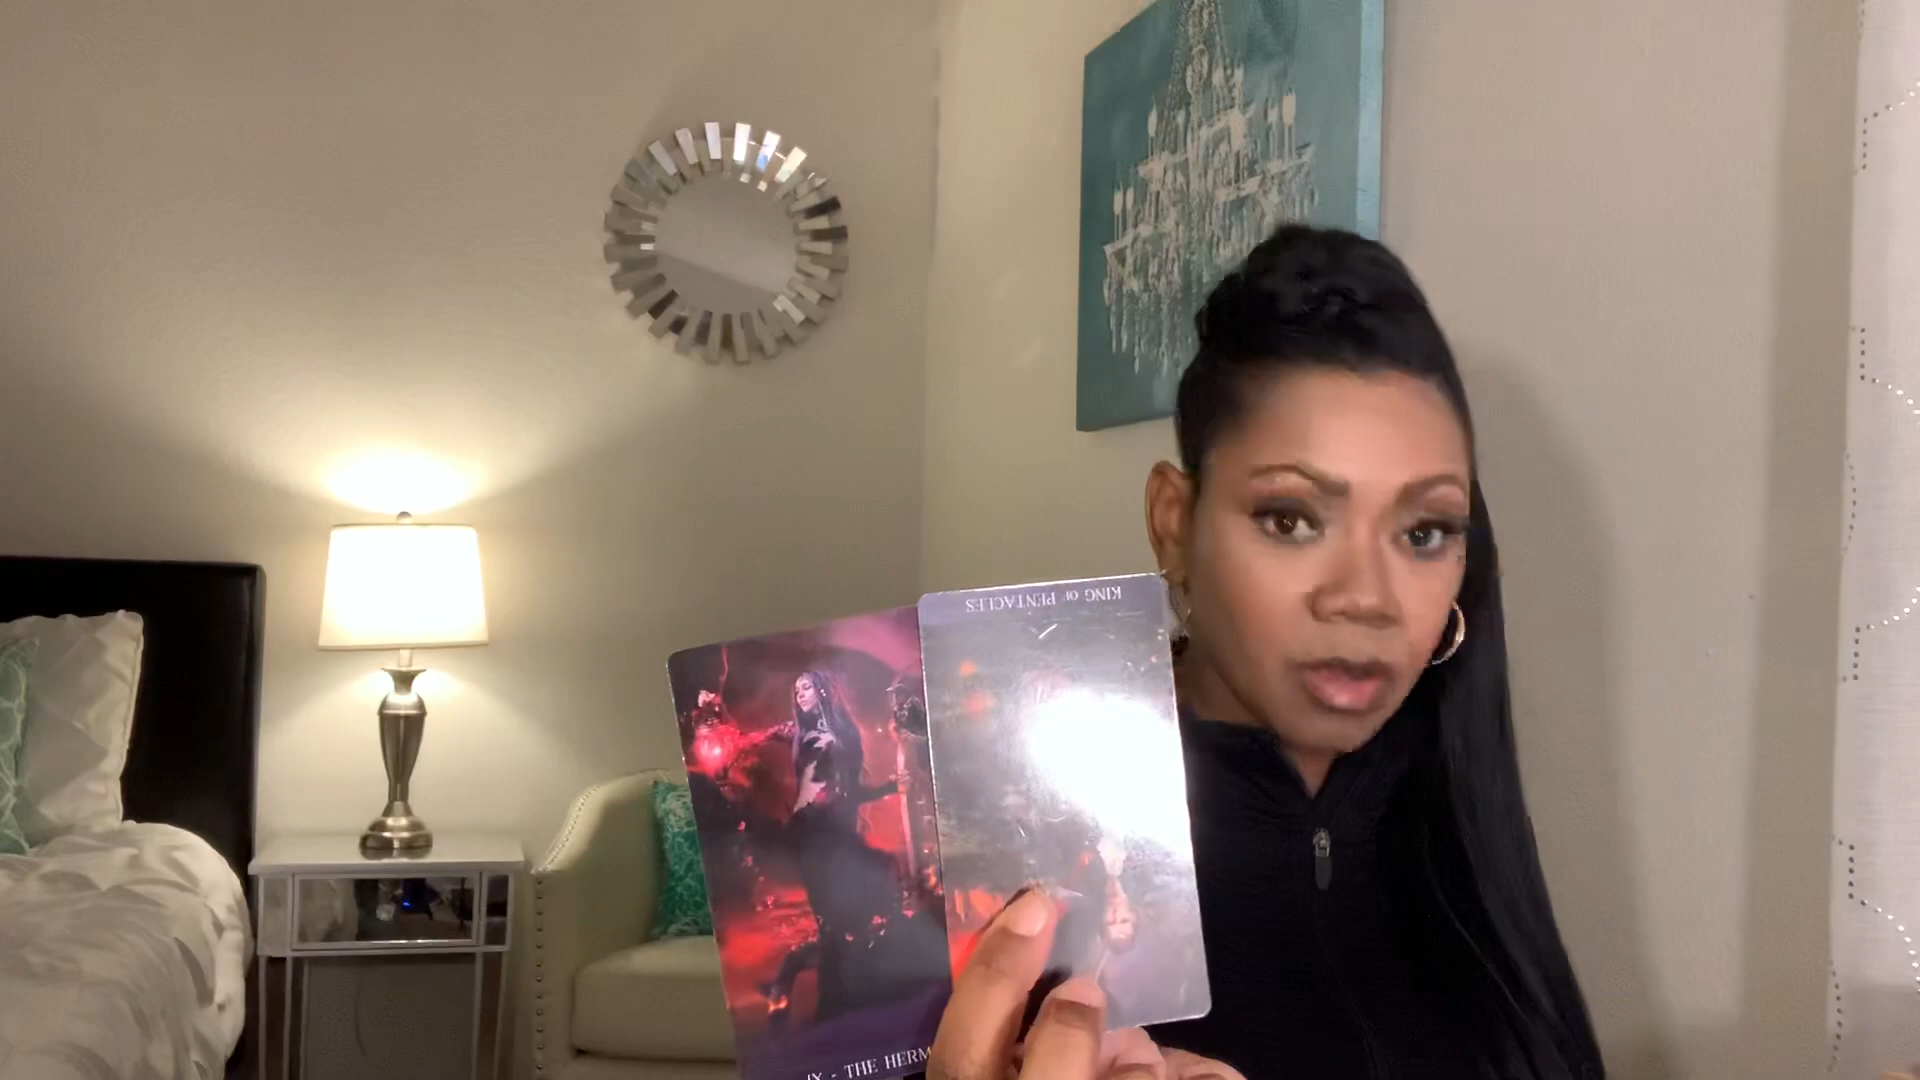 KING OF PENTACLES
IX - THE HERM